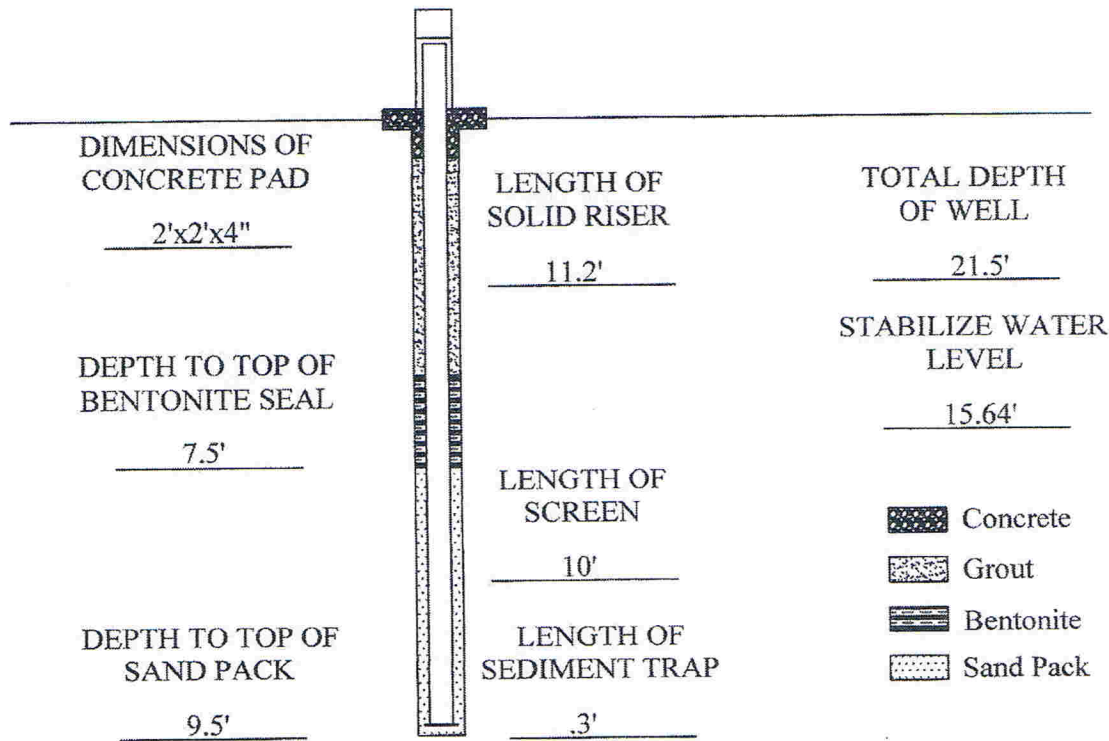 DIMENSIONS OF
CONCRETE PAD
2'x2'x4"
DEPTH TO TOP OF
BENTONITE SEAL
7.5'
DEPTH TO TOP OF
SAND PACK
9.5'
LENGTH OF
SOLID RISER
11.2'
LENGTH OF
SCREEN
10'
LENGTH OF
SEDIMENT TRAP
.3'
TOTAL DEPTH
OF WELL
21.5'
STABILIZE WATER
LEVEL
15.64'
Concrete
Grout
Bentonite
Sand Pack